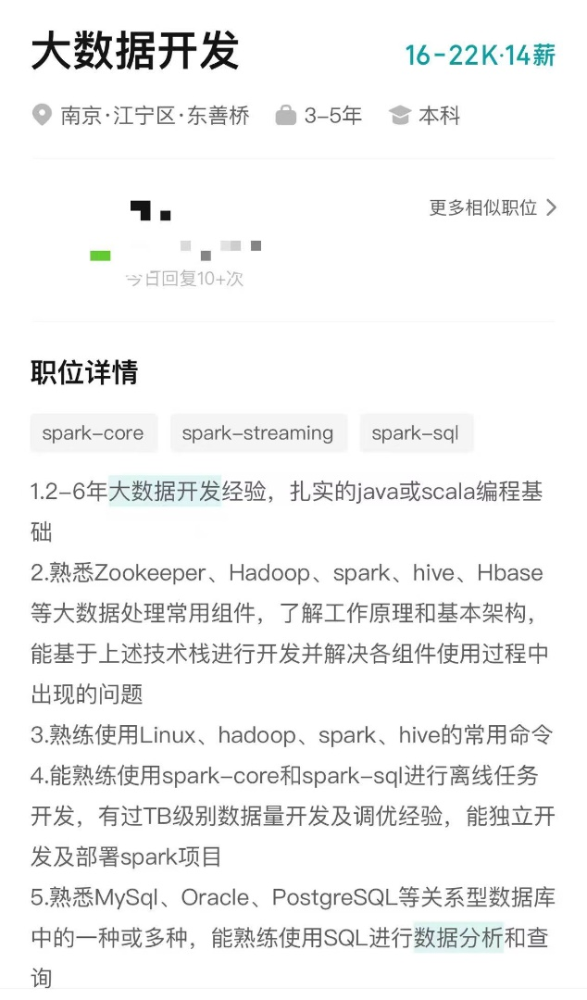 大数据开发 16-22K·14薪
南京·江宁区·东善桥 3-5年 本科
更多相似职位
今日回复10+次
职位详情
spark-core spark-streaming spark-sql
1.2-6年大数据开发经验，扎实的java或scala编程基
础
2.熟悉Zookeeper、Hadoop、spark、hive、Hbase
等大数据处理常用组件，了解工作原理和基本架构，
能基于上述技术栈进行开发并解决各组件使用过程中
出现的问题
3.熟练使用Linux、hadoop、spark、hive的常用命令
4.能熟练使用spark-core和spark-sql进行离线任务
开发，有过TB级别数据量开发及调优经验，能独立开
发及部署spark项目
5.熟悉MySql、Oracle、PostgreSQL等关系型数据库
中的一种或多种，能熟练使用SQL进行数据分析和查
询